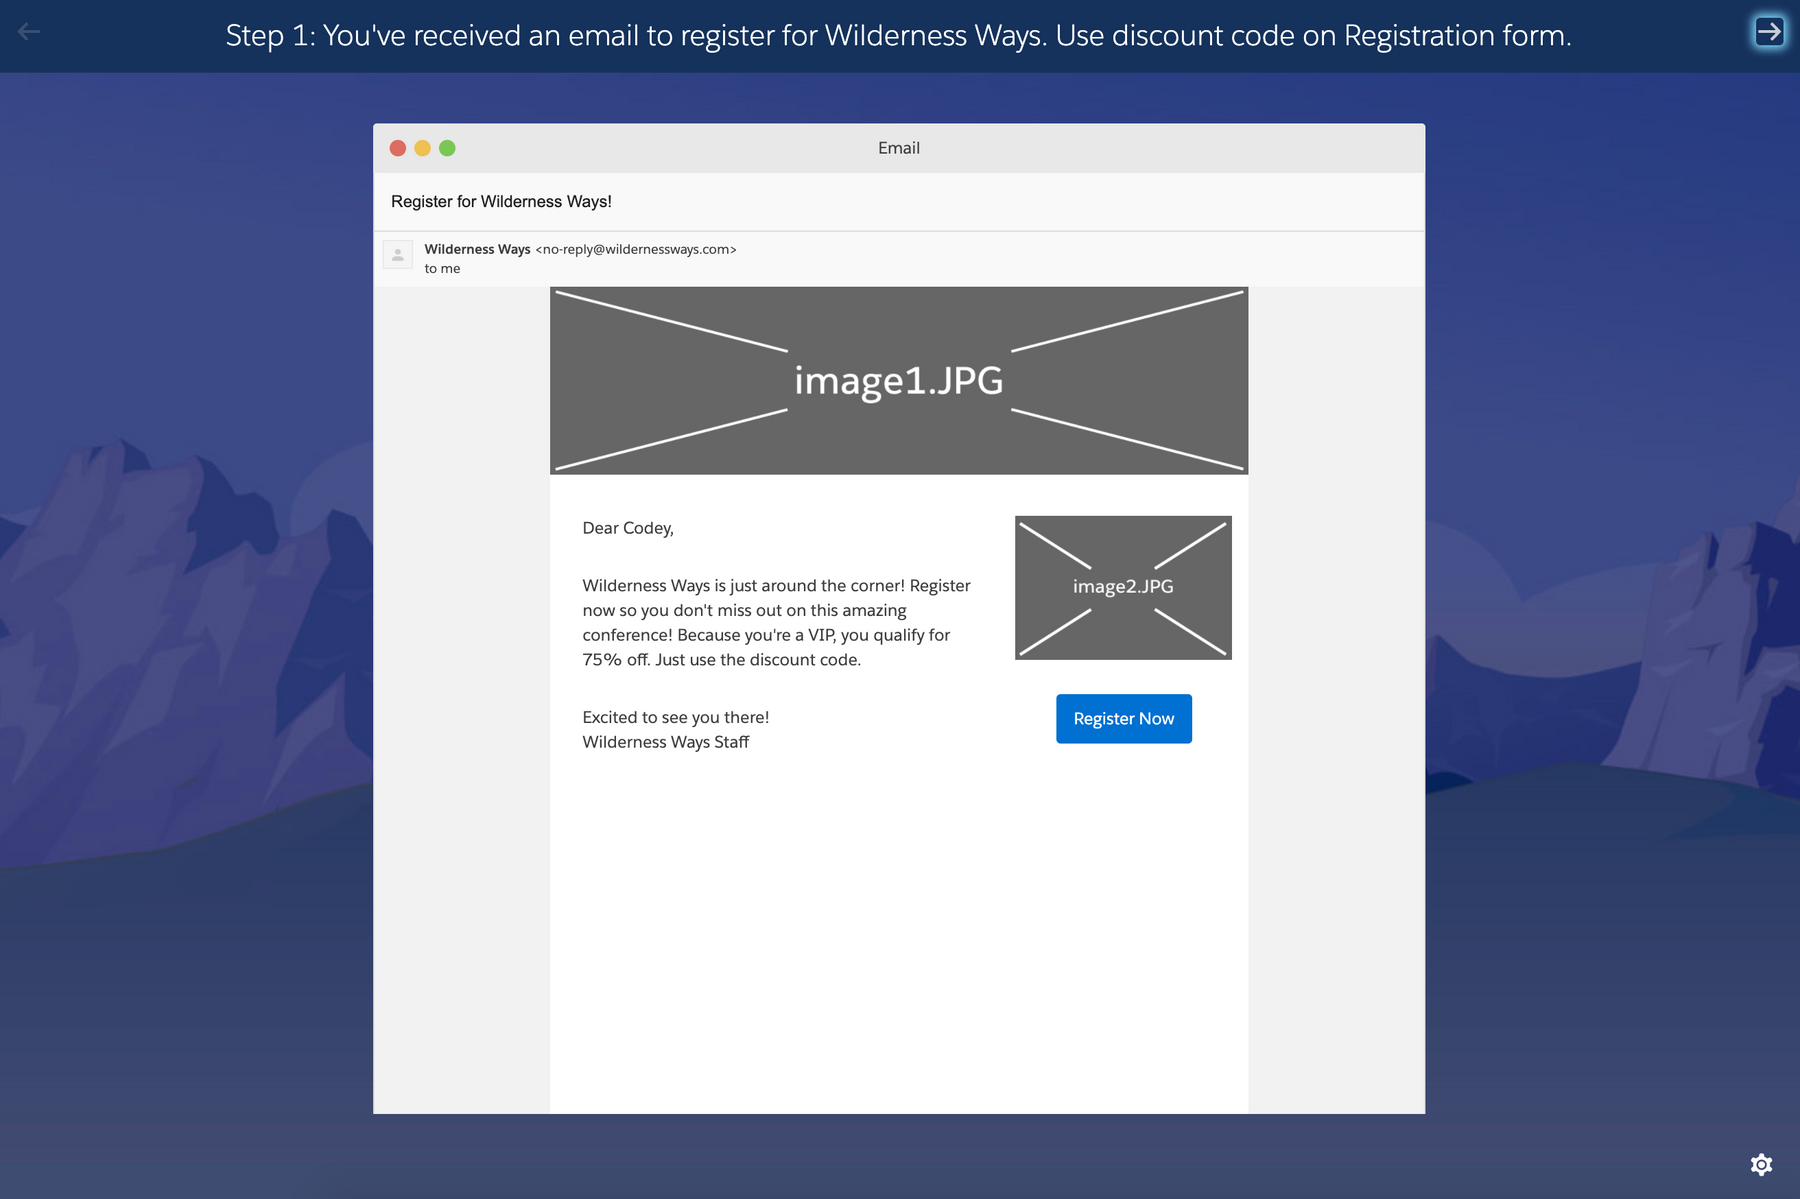 Step 1: You've received an email to register for Wilderness Ways. Use discount code on Registration form.
Email
Register for Wilderness Ways!
Wilderness Ways <no-reply@wildernessways.com>
to me
image1.JPG
Dear Codey,
image2.JPG
Wilderness Ways is just around the corner! Register
now so you don't miss out on this amazing
conference! Because you're a VIP, you qualify for
75% off. Just use the discount code.
Excited to see you there!
Wilderness Ways Staff
Register Now